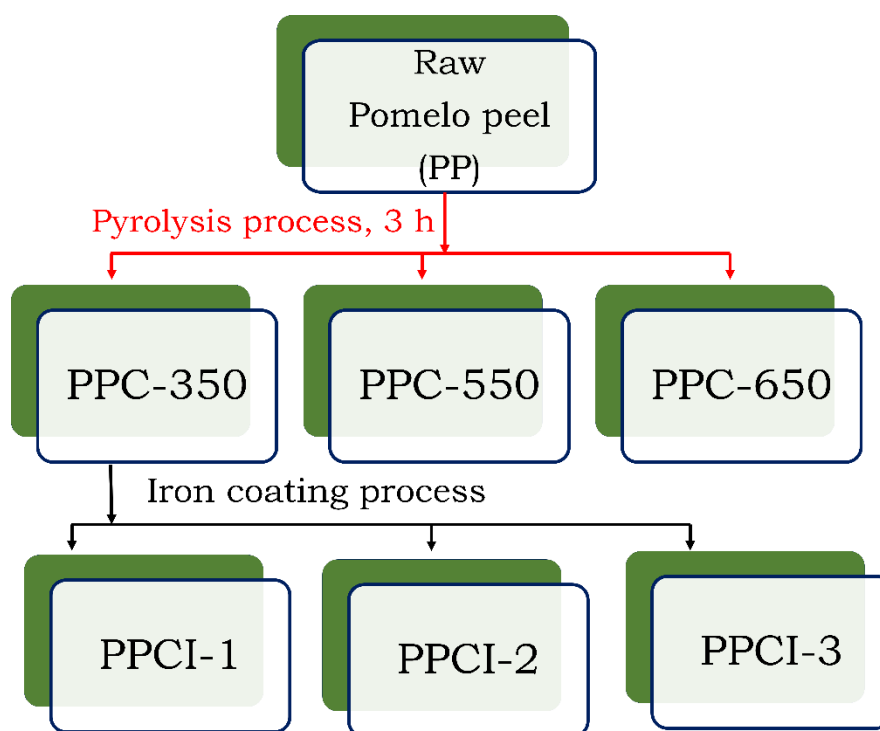 Raw
Pomelo peel
(PP)
Pyrolysis process, 3 h
PPC-350
PPC-550
PPC-650
Iron coating process
PPCI-1
PPCI-2
PPCI-3